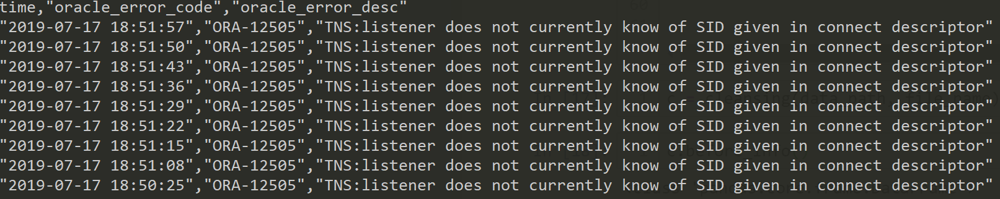 time,"oracle_error_code","oracle_error_desc"
"2019-07-17 18:51:57","ORA-12505","TNS:listener does not currently know of SID given in connect descriptor"
"2019-07-17 18:51:50","ORA-12505","TNS:listener does not currently know of SID given in connect descriptor"
"2019-07-17 18:51:43","ORA-12505","TNS:listener does not currently know of SID given in connect descriptor"
"2019-07-17 18:51:36","ORA-12505","TNS:listener does not currently know of SID given in connect descriptor"
"2019-07-17 18:51:29","ORA-12505","TNS:listener does not currently know of SID given in connect descriptor"
"2019-07-17 18:51:22","ORA-12505","TNS:listener does not currently know of SID given in connect descriptor"
"2019-07-17 18:51:15","ORA-12505","TNS:listener does not currently know of SID given in connect descriptor"
"2019-07-17 18:51:08","ORA-12505","TNS:listener does not currently know of SID given in connect descriptor"
"2019-07-17 18:50:25","ORA-12505","TNS:listener does not currently know of SID given in connect descriptor"